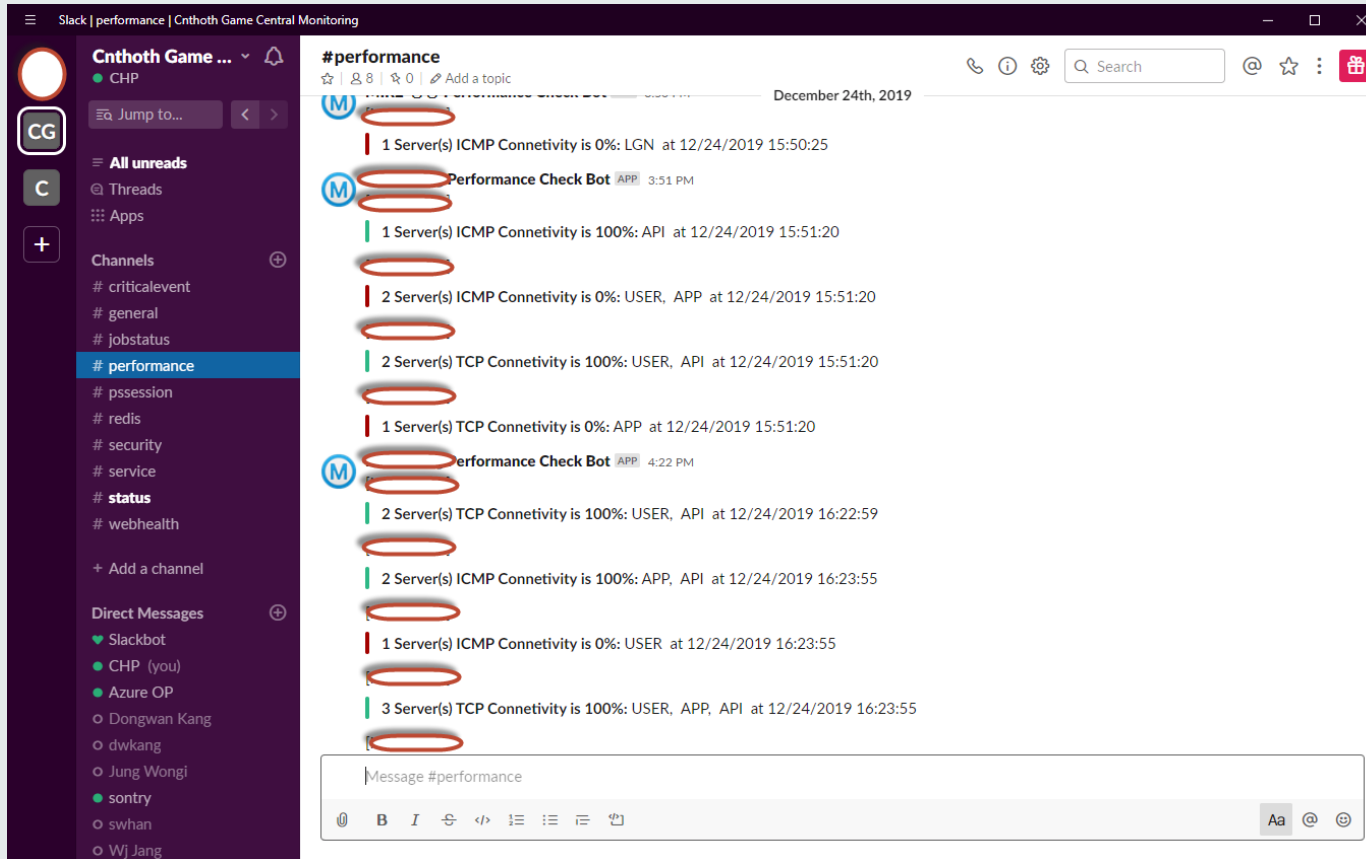 Slack | performance | Cnthoth Game Central Monitoring
CG
C
+
Cnthoth Game ...
CHP
Jump to...
All unreads
Threads
Apps
Channels
# criticalevent
# general
# jobstatus
# performance
# pssession
# redis
# security
# service
# status
# webhealth
+ Add a channel
Direct Messages
Slackbot
CHP (you)
Azure OP
Dongwan Kang
dwkang
Jung Wongi
sontry
swhan
Wj Jang
#performance
8 | 0 | Add a topic
Search
December 24th, 2019
M
Performance Check Bot
1 Server(s) ICMP Connetivity is 0%: LGN at 12/24/2019 15:50:25
M
Performance Check Bot APP 3:51 PM
1 Server(s) ICMP Connetivity is 100%: API at 12/24/2019 15:51:20
2 Server(s) ICMP Connetivity is 0%: USER, APP at 12/24/2019 15:51:20
2 Server(s) TCP Connetivity is 100%: USER, API at 12/24/2019 15:51:20
1 Server(s) TCP Connetivity is 0%: APP at 12/24/2019 15:51:20
M
erformance Check Bot APP 4:22 PM
2 Server(s) TCP Connetivity is 100%: USER, API at 12/24/2019 16:22:59
2 Server(s) ICMP Connetivity is 100%: APP, API at 12/24/2019 16:23:55
1 Server(s) ICMP Connetivity is 0%: USER at 12/24/2019 16:23:55
3 Server(s) TCP Connetivity is 100%: USER, APP, API at 12/24/2019 16:23:55
Message #performance
B I S </> Aa @